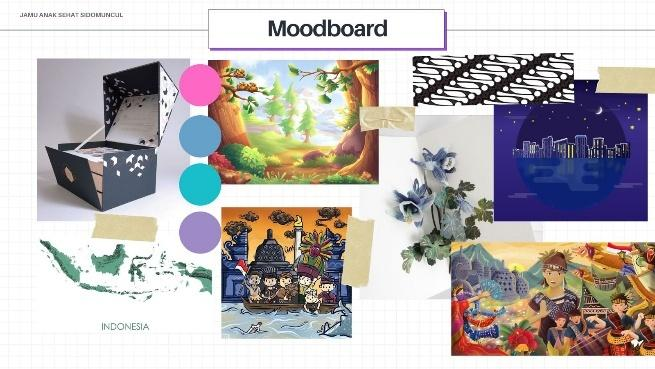 JAMU ANAK SEHAT SIDOMUNCUL
Moodboard
INDONESIA